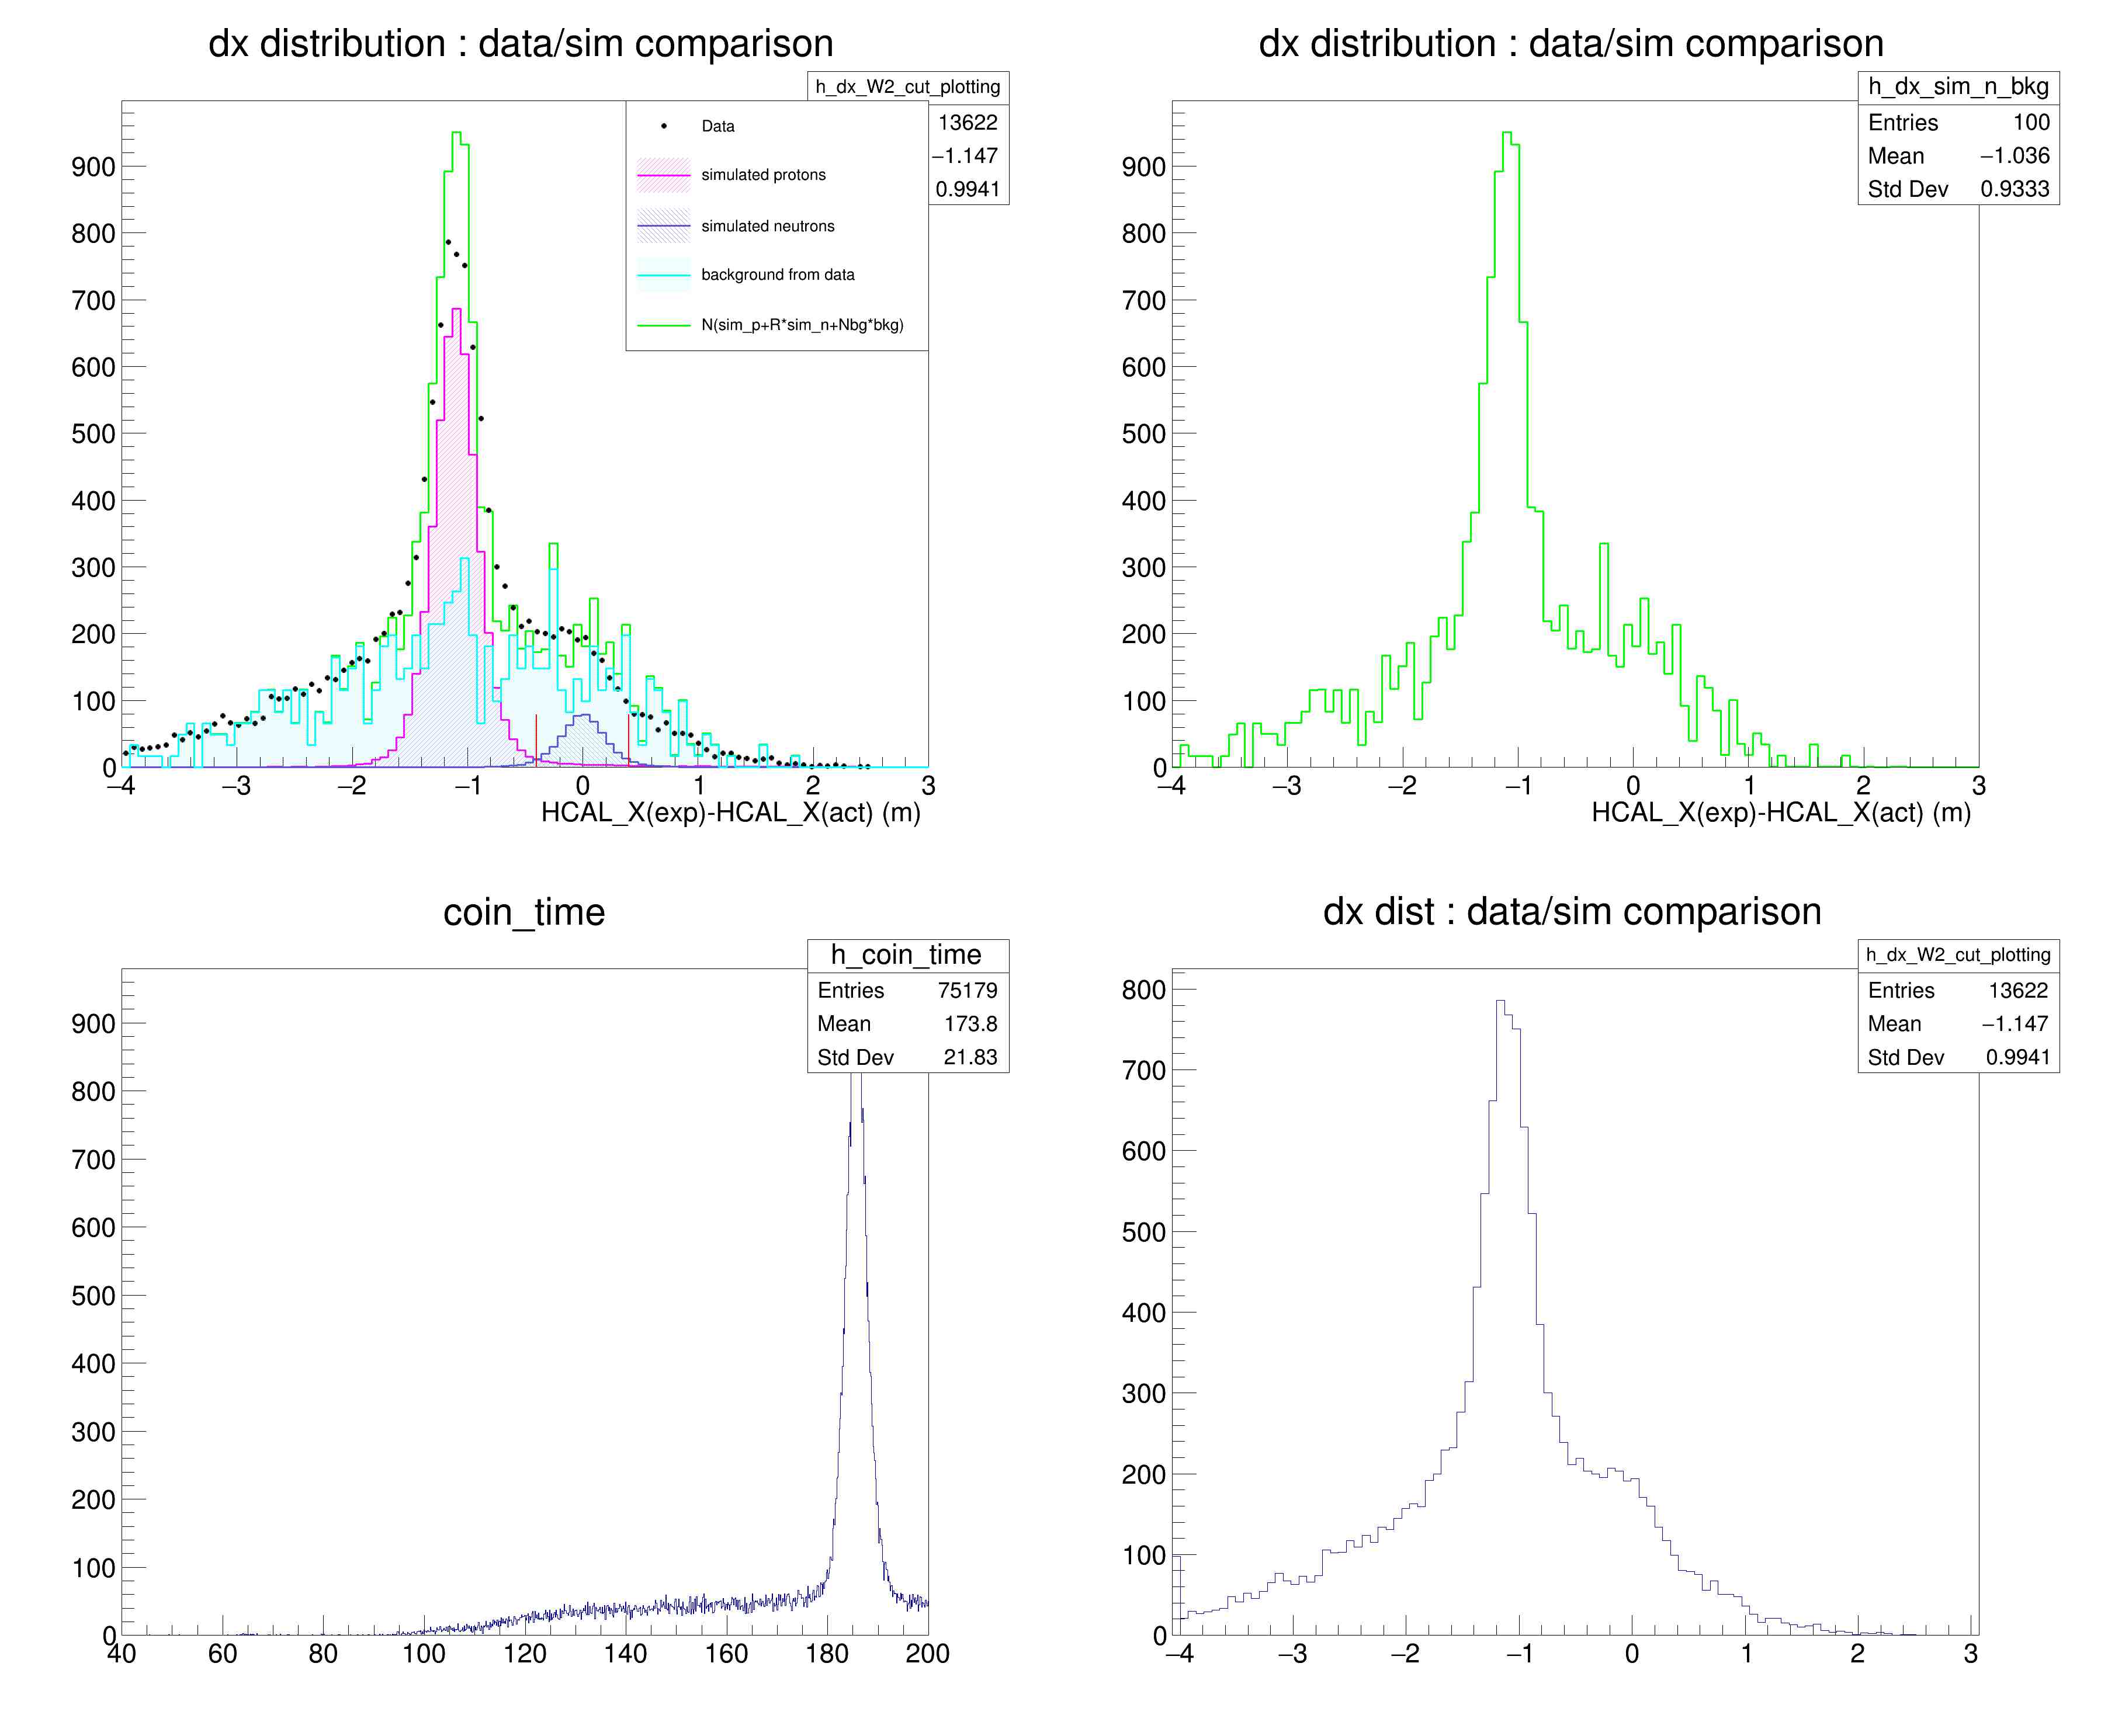 dx distribution : data/sim comparison
h_dx_W2_cut_plotting
13622
−1.147
0.9941
Data
simulated protons
simulated neutrons
background from data
N(sim_p+R*sim_n+Nbg*bkg)
900
800
700
600
500
400
300
200
100
0
−4 −3 −2 −1 0 1 2 3
HCAL_X(exp)-HCAL_X(act) (m)
dx distribution : data/sim comparison
h_dx_sim_n_bkg
Entries 100
Mean −1.036
Std Dev 0.9333
900
800
700
600
500
400
300
200
100
0
−4 −3 −2 −1 0 1 2 3
HCAL_X(exp)-HCAL_X(act) (m)
coin_time
h_coin_time
Entries 75179
Mean 173.8
Std Dev 21.83
900
800
700
600
500
400
300
200
100
0
40 60 80 100 120 140 160 180 200
dx dist : data/sim comparison
h_dx_W2_cut_plotting
Entries 13622
Mean −1.147
Std Dev 0.9941
800
700
600
500
400
300
200
100
0
−4 −3 −2 −1 0 1 2 3